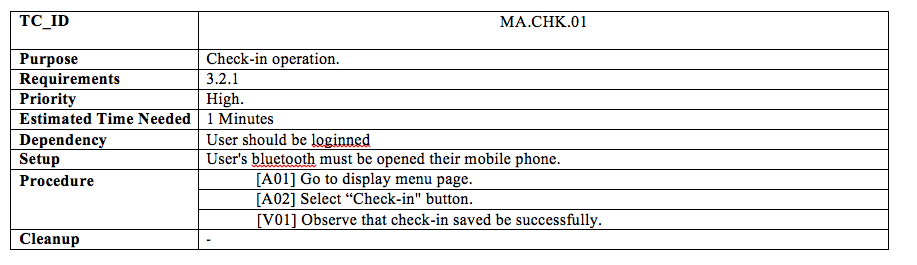 TC_ID MA.CHK.01
Purpose Check-in operation.
Requirements 3.2.1
Priority High.
Estimated Time Needed 1 Minutes
Dependency User should be loginned
Setup User's bluetooth must be opened their mobile phone.
Procedure [A01] Go to display menu page.
[A02] Select “Check-in" button.
[V01] Observe that check-in saved be successfully.
Cleanup -